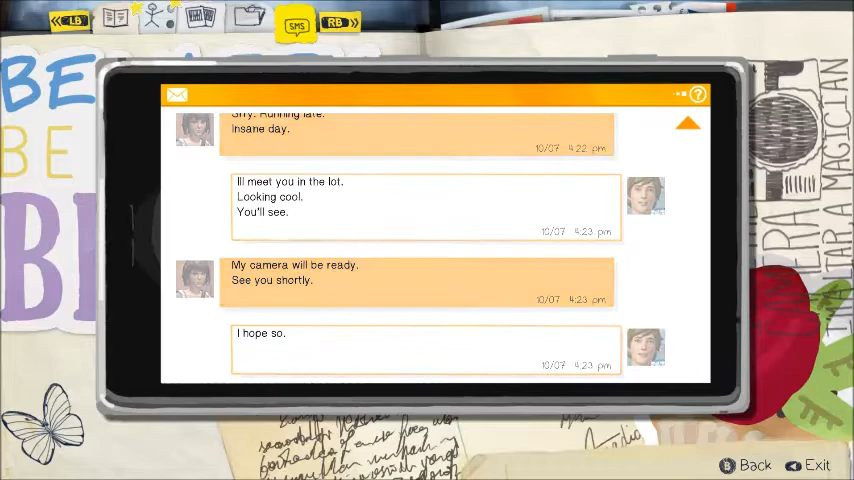 LB
SMS
RB
BE
BE
Srry. Running late.
Insane day.
10/07 4:22 pm
Ill meet you in the lot.
Looking cool.
You'll see.
10/07 4:23 pm
My camera will be ready.
See you shortly.
10/07 4:23 pm
I hope so.
10/07 4:23 pm
?
B Back
Exit